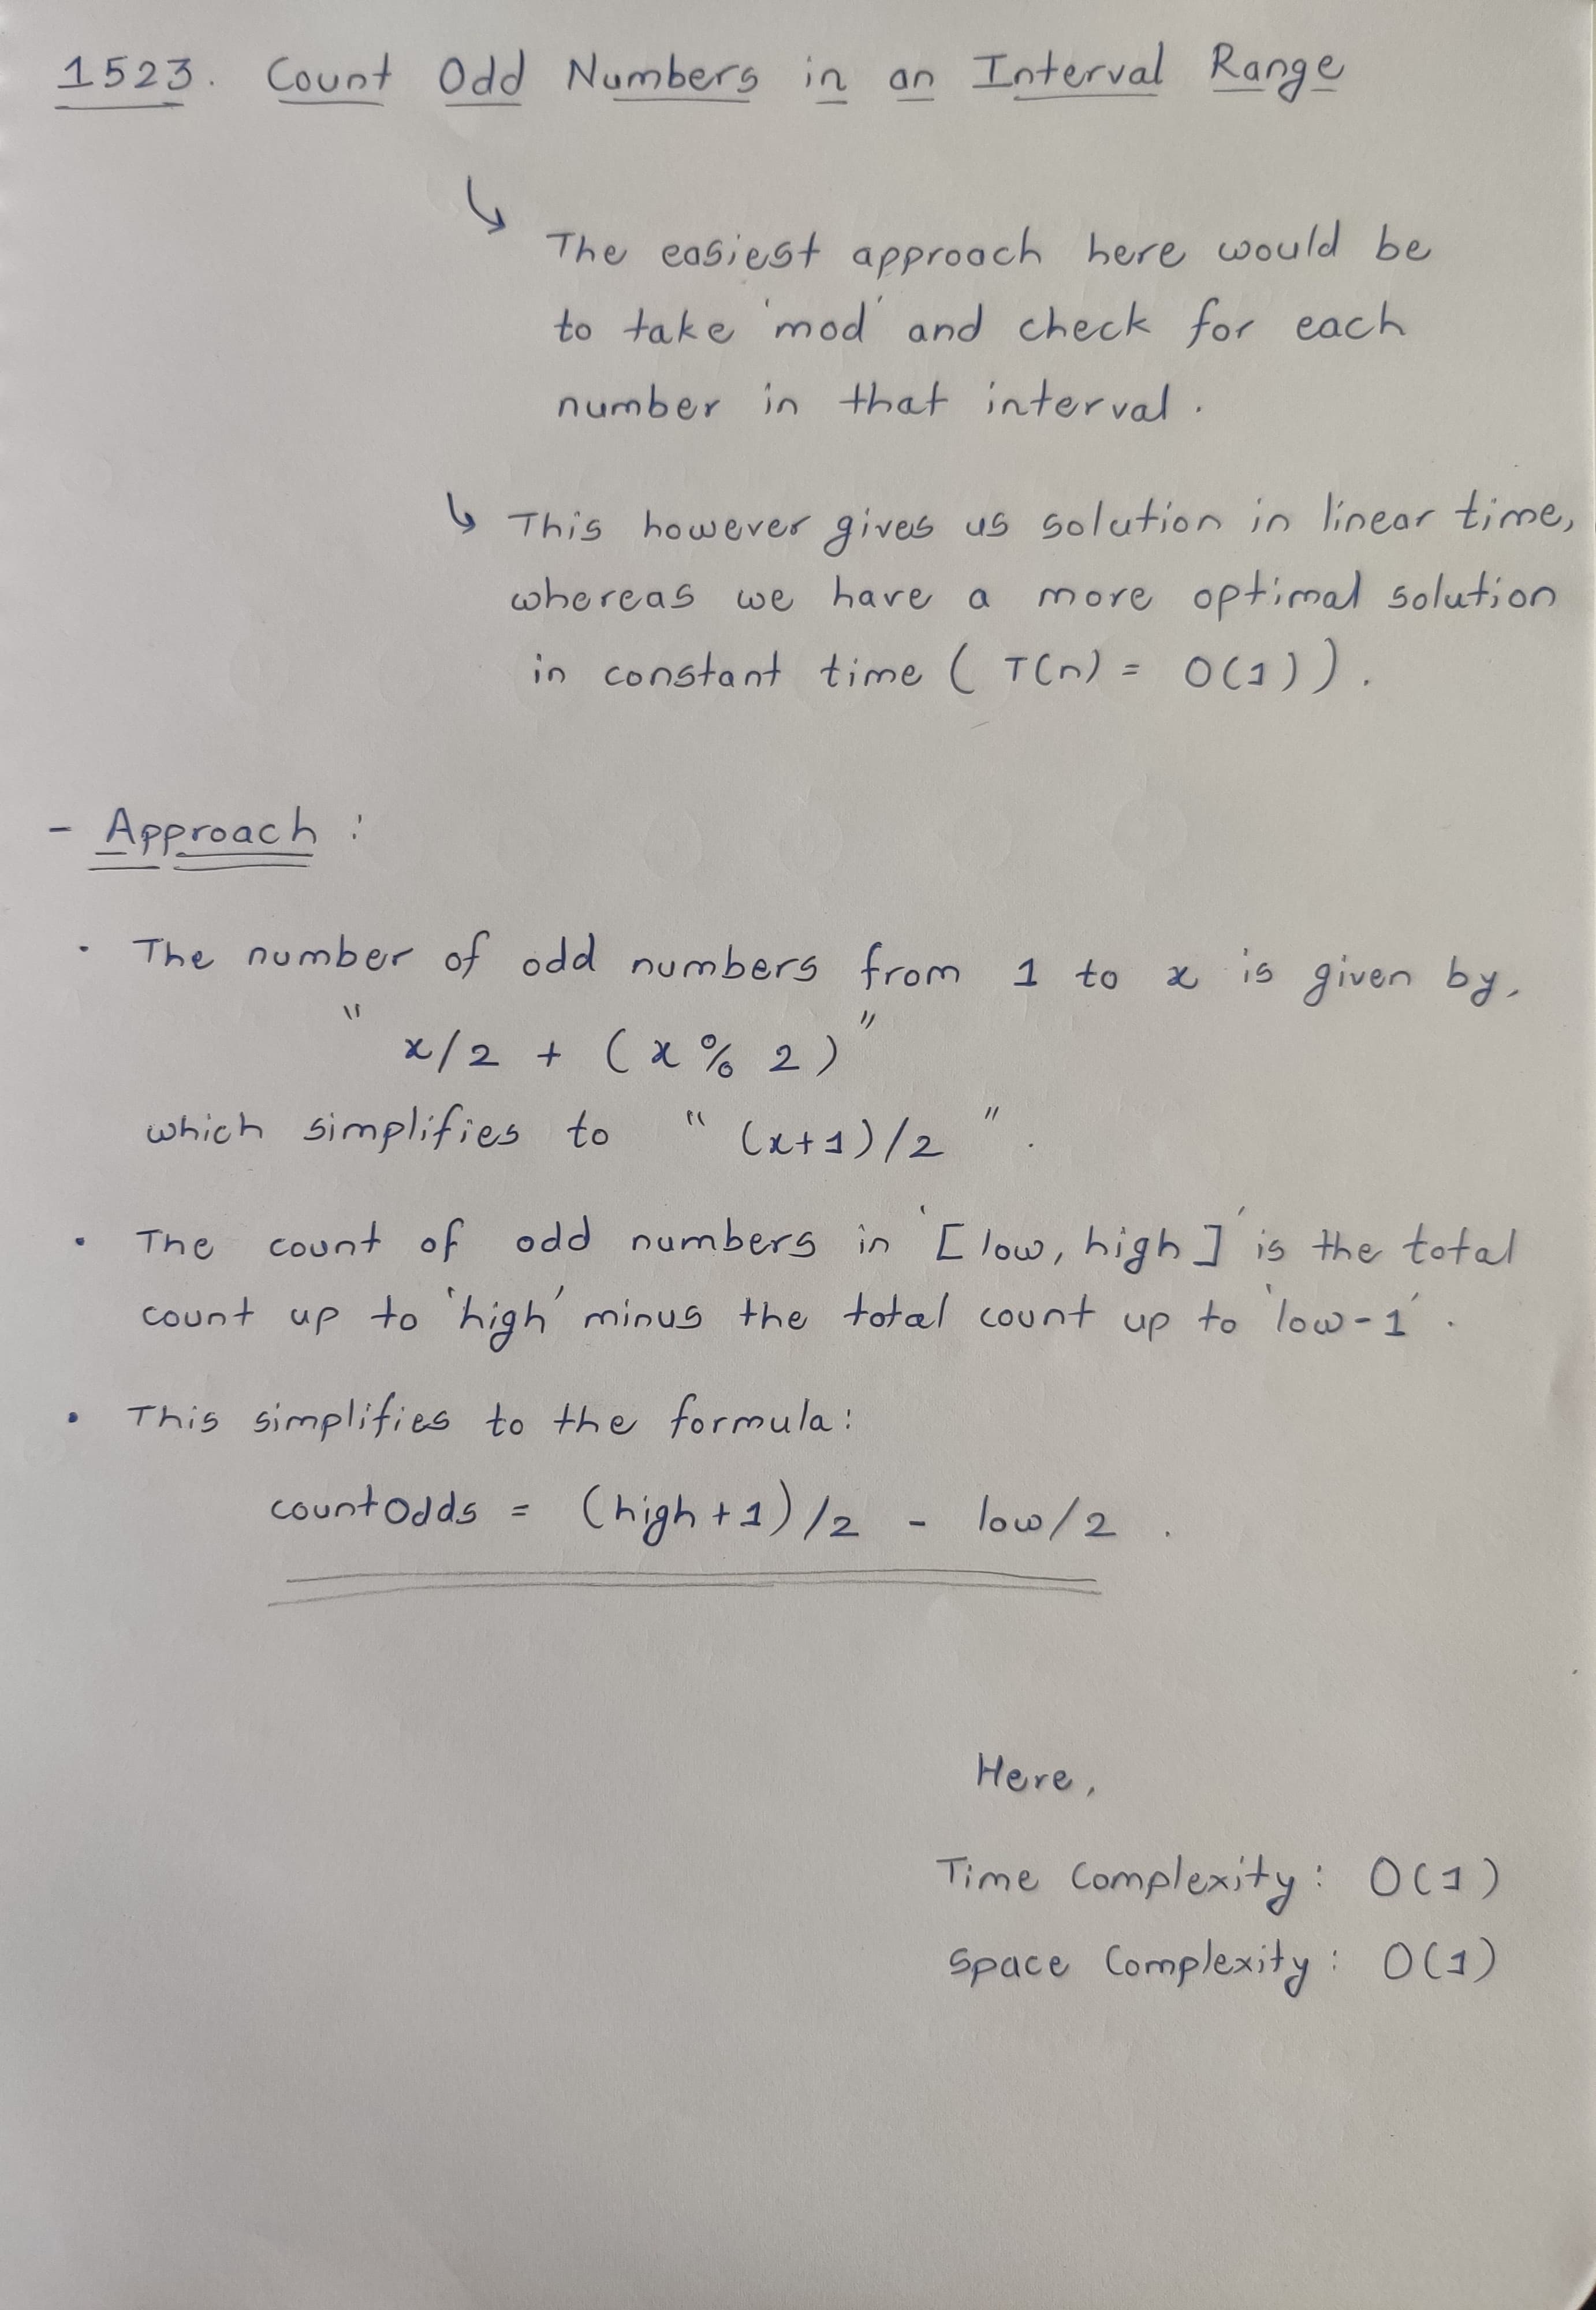 1523. Count Odd Numbers in an Interval Range
↳
The easiest approach here would be
to take 'mod' and check for each
number in that interval.
↳ This however gives us solution in linear time,
whereas we have a more optimal solution
in constant time ( T(n) = O(1) ).
- Approach :
• The number of odd numbers from 1 to x is given by,
" x/2 + (x % 2) "
which simplifies to " (x+1)/2 ".
• The count of odd numbers in '[low, high]' is the total
count up to 'high' minus the total count up to 'low-1'.
• This simplifies to the formula:
countOdds = (high+1)/2 - low/2 .
Here,
Time Complexity : O(1)
Space Complexity : O(1)